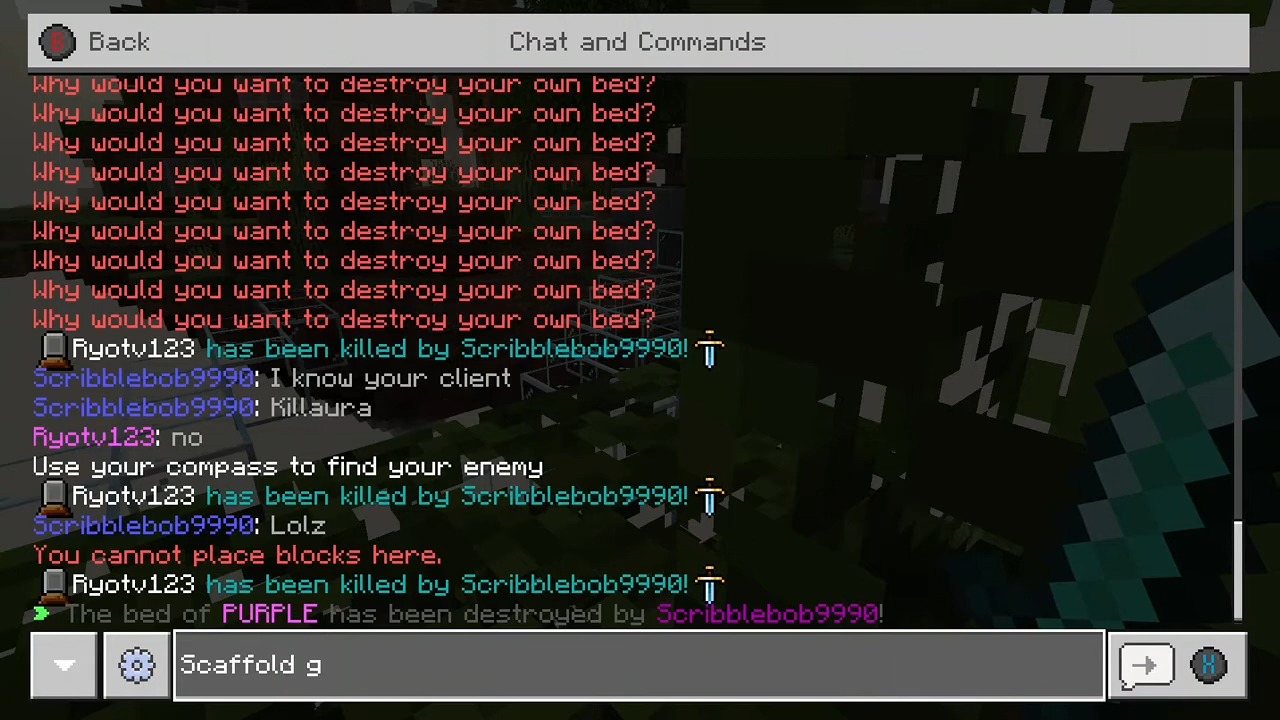 B Back
Chat and Commands
Why would you want to destroy your own bed?
Why would you want to destroy your own bed?
Why would you want to destroy your own bed?
Why would you want to destroy your own bed?
Why would you want to destroy your own bed?
Why would you want to destroy your own bed?
Why would you want to destroy your own bed?
Why would you want to destroy your own bed?
Why would you want to destroy your own bed?
Ryotv123 has been killed by Scribblebob9990!
Scribblebob9990: I know your client
Scribblebob9990: Killaura
Ryotv123: no
Use your compass to find your enemy
Ryotv123 has been killed by Scribblebob9990!
Scribblebob9990: Lolz
You cannot place blocks here.
Ryotv123 has been killed by Scribblebob9990!
The bed of PURPLE has been destroyed by Scribblebob9990!
Scaffold g
X